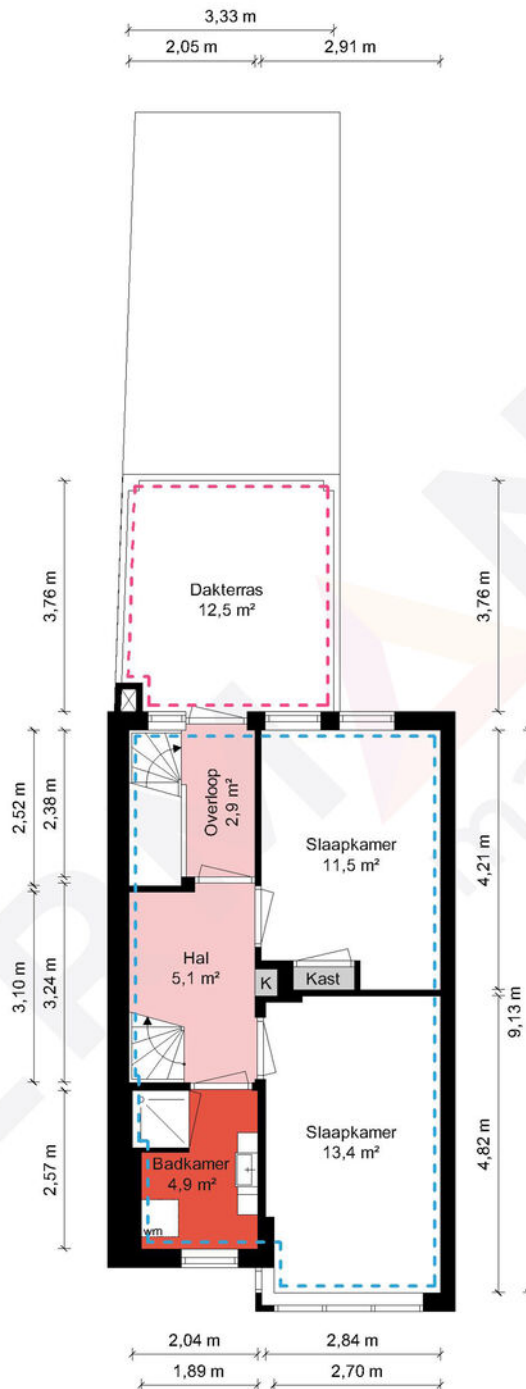 3,33 m
2,05 m
2,91 m
3,76 m
3,76 m
Dakterras
12,5 m²
2,52 m
2,38 m
Overloop
2,9 m²
Slaapkamer
11,5 m²
4,21 m
Hal
5,1 m²
K
Kast
3,10 m
3,24 m
9,13 m
Slaapkamer
13,4 m²
4,82 m
2,57 m
Badkamer
4,9 m²
wm
2,04 m
2,84 m
1,89 m
2,70 m